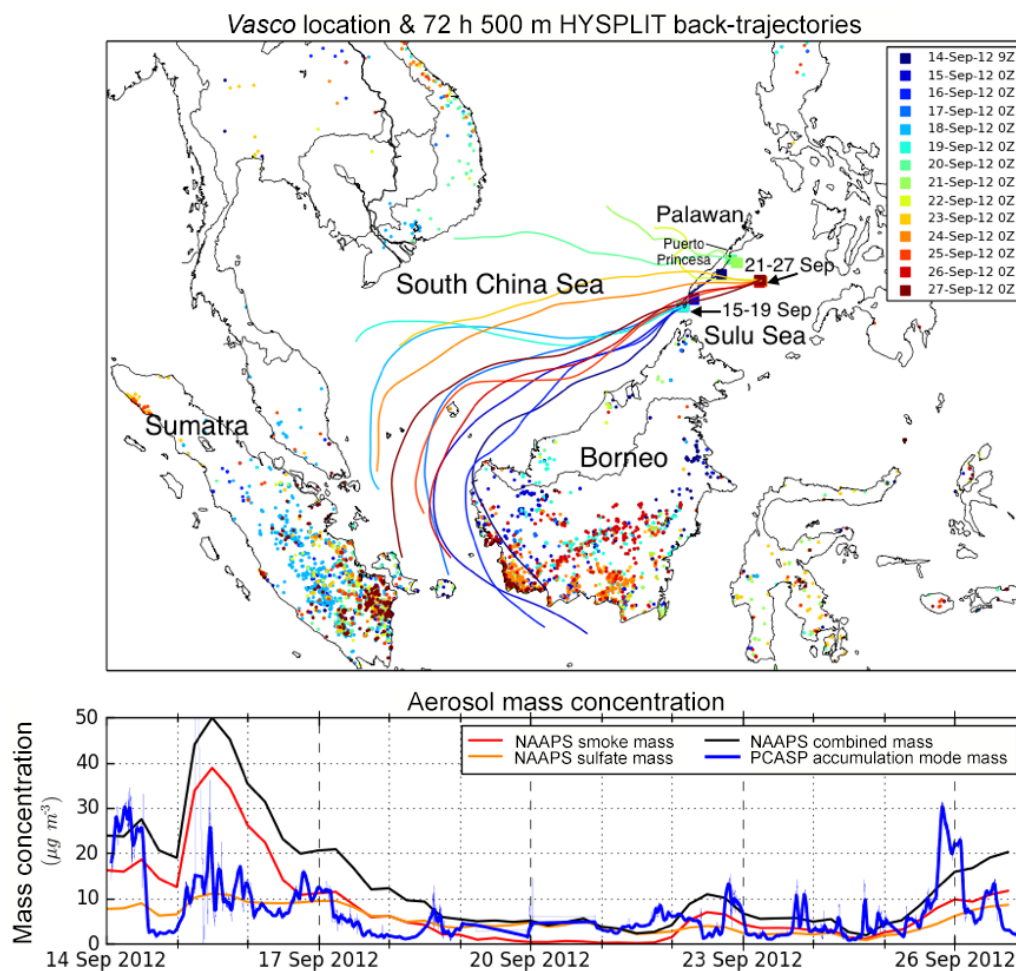 Vasco location & 72 h 500 m HYSPLIT back-trajectories
14-Sep-12 9Z
15-Sep-12 0Z
16-Sep-12 0Z
17-Sep-12 0Z
18-Sep-12 0Z
19-Sep-12 0Z
20-Sep-12 0Z
21-Sep-12 0Z
22-Sep-12 0Z
23-Sep-12 0Z
24-Sep-12 0Z
25-Sep-12 0Z
26-Sep-12 0Z
27-Sep-12 0Z
Palawan
Puerto
Princesa
21-27 Sep
South China Sea
15-19 Sep
Sulu Sea
Sumatra
Borneo
Aerosol mass concentration
Mass concentration
(μg m⁻³)
50
40
30
20
10
0
NAAPS smoke mass
NAAPS sulfate mass
NAAPS combined mass
PCASP accumulation mode mass
14 Sep 2012
17 Sep 2012
20 Sep 2012
23 Sep 2012
26 Sep 2012